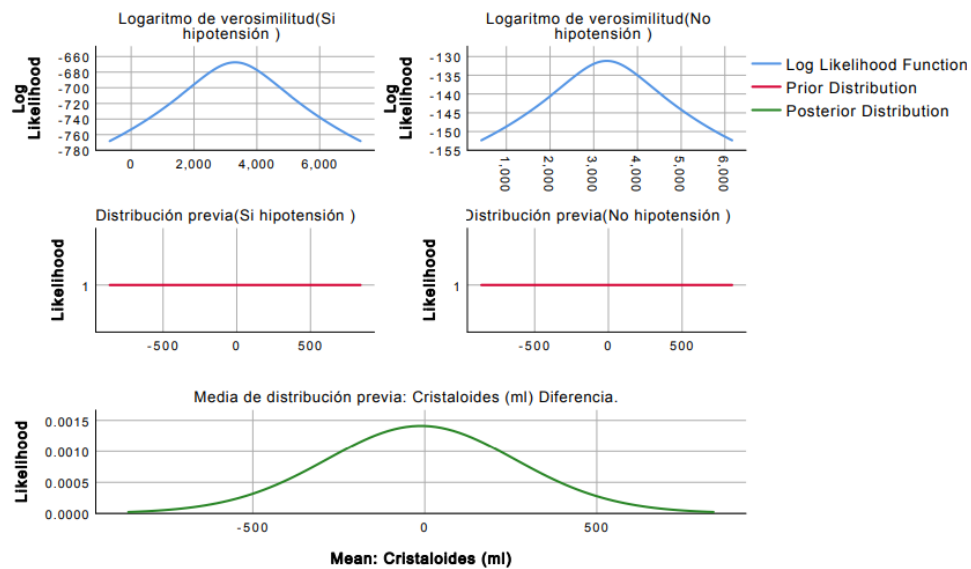 Logaritmo de verosimilitud(Si
hipotensión )
Log
Likelihood
-660
-680
-700
-720
-740
-760
-780
0
2,000
4,000
6,000
Logaritmo de verosimilitud(No
hipotensión )
Log
Likelihood
-130
-135
-140
-145
-150
-155
1,000
2,000
3,000
4,000
5,000
6,000
Log Likelihood Function
Prior Distribution
Posterior Distribution
Distribución previa(Si hipotensión )
Likelihood
1
-500
0
500
Distribución previa(No hipotensión )
Likelihood
1
-500
0
500
Media de distribución previa: Cristaloides (ml) Diferencia.
Likelihood
0.0015
0.0010
0.0005
0.0000
-500
0
500
Mean: Cristaloides (ml)